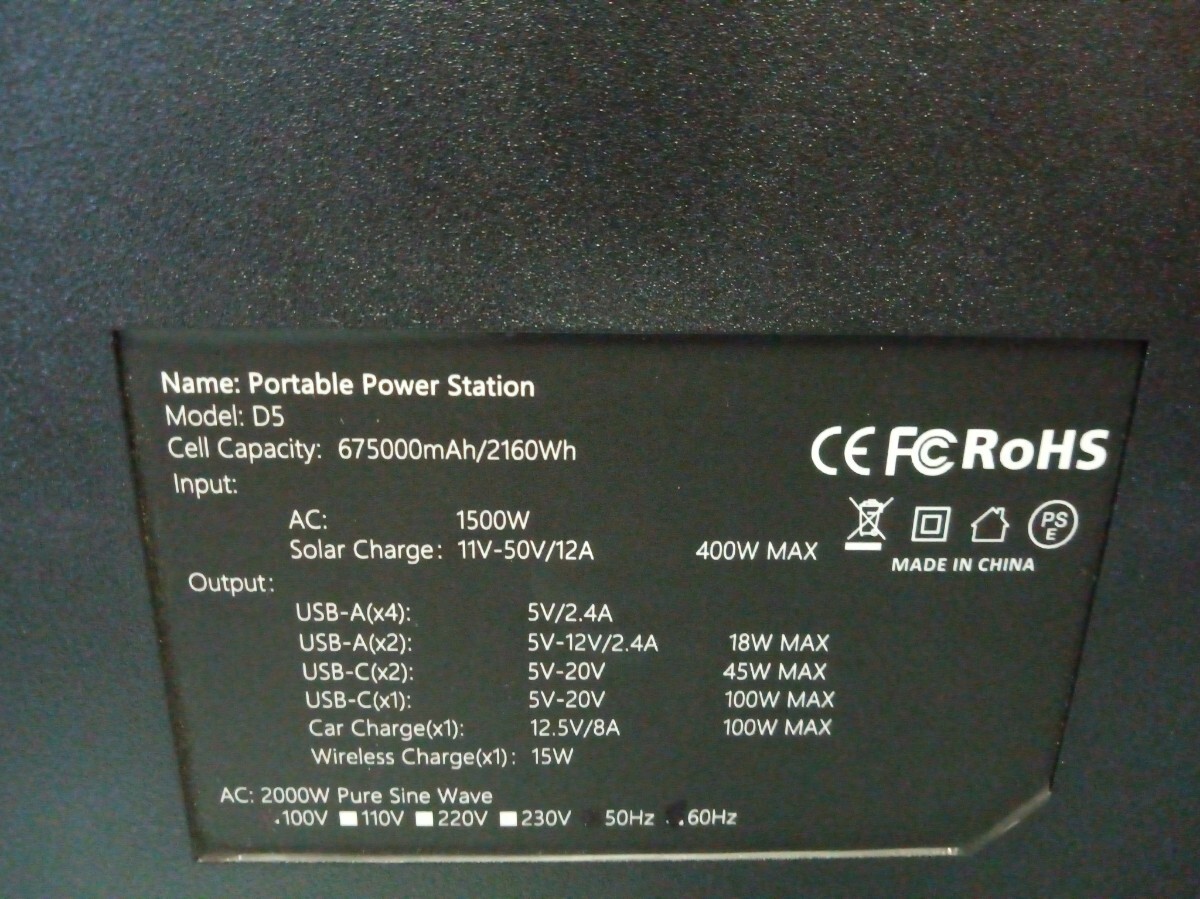 Name: Portable Power Station
Model: D5
Cell Capacity: 675000mAh/2160Wh
Input:
AC: 1500W
Solar Charge: 11V-50V/12A 400W MAX
Output:
USB-A(x4): 5V/2.4A
USB-A(x2): 5V-12V/2.4A 18W MAX
USB-C(x2): 5V-20V 45W MAX
USB-C(x1): 5V-20V 100W MAX
Car Charge(x1): 12.5V/8A 100W MAX
Wireless Charge(x1): 15W
AC: 2000W Pure Sine Wave
100V ■110V ■220V ■230V 50Hz 60Hz
CE FC RoHS
PS
E
MADE IN CHINA